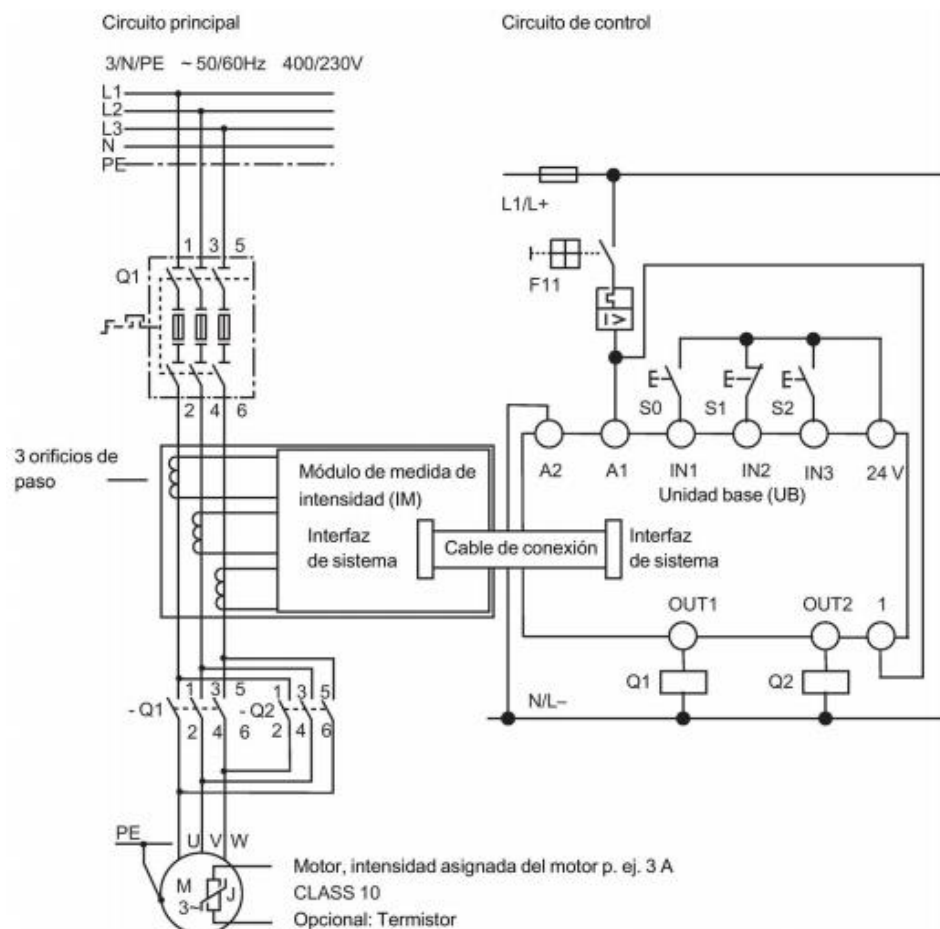 Circuito principal
Circuito de control
3/N/PE ~ 50/60Hz 400/230V
L1
L2
L3
N
PE
L1/L+
1 3 5
Q1
F11
I>
2 4 6
S0 S1 S2
3 orificios de
paso
Módulo de medida de
intensidad (IM)
A2 A1 IN1 IN2 IN3 24 V
Unidad base (UB)
Interfaz
de sistema
Cable de conexión
Interfaz
de sistema
OUT1 OUT2 1
Q1 Q2
N/L–
1 3 5 1 3 5
- Q1 - Q2
2 4 6 2 4 6
PE
U V W
M
3~
J
Motor, intensidad asignada del motor p. ej. 3 A
CLASS 10
Opcional: Termistor